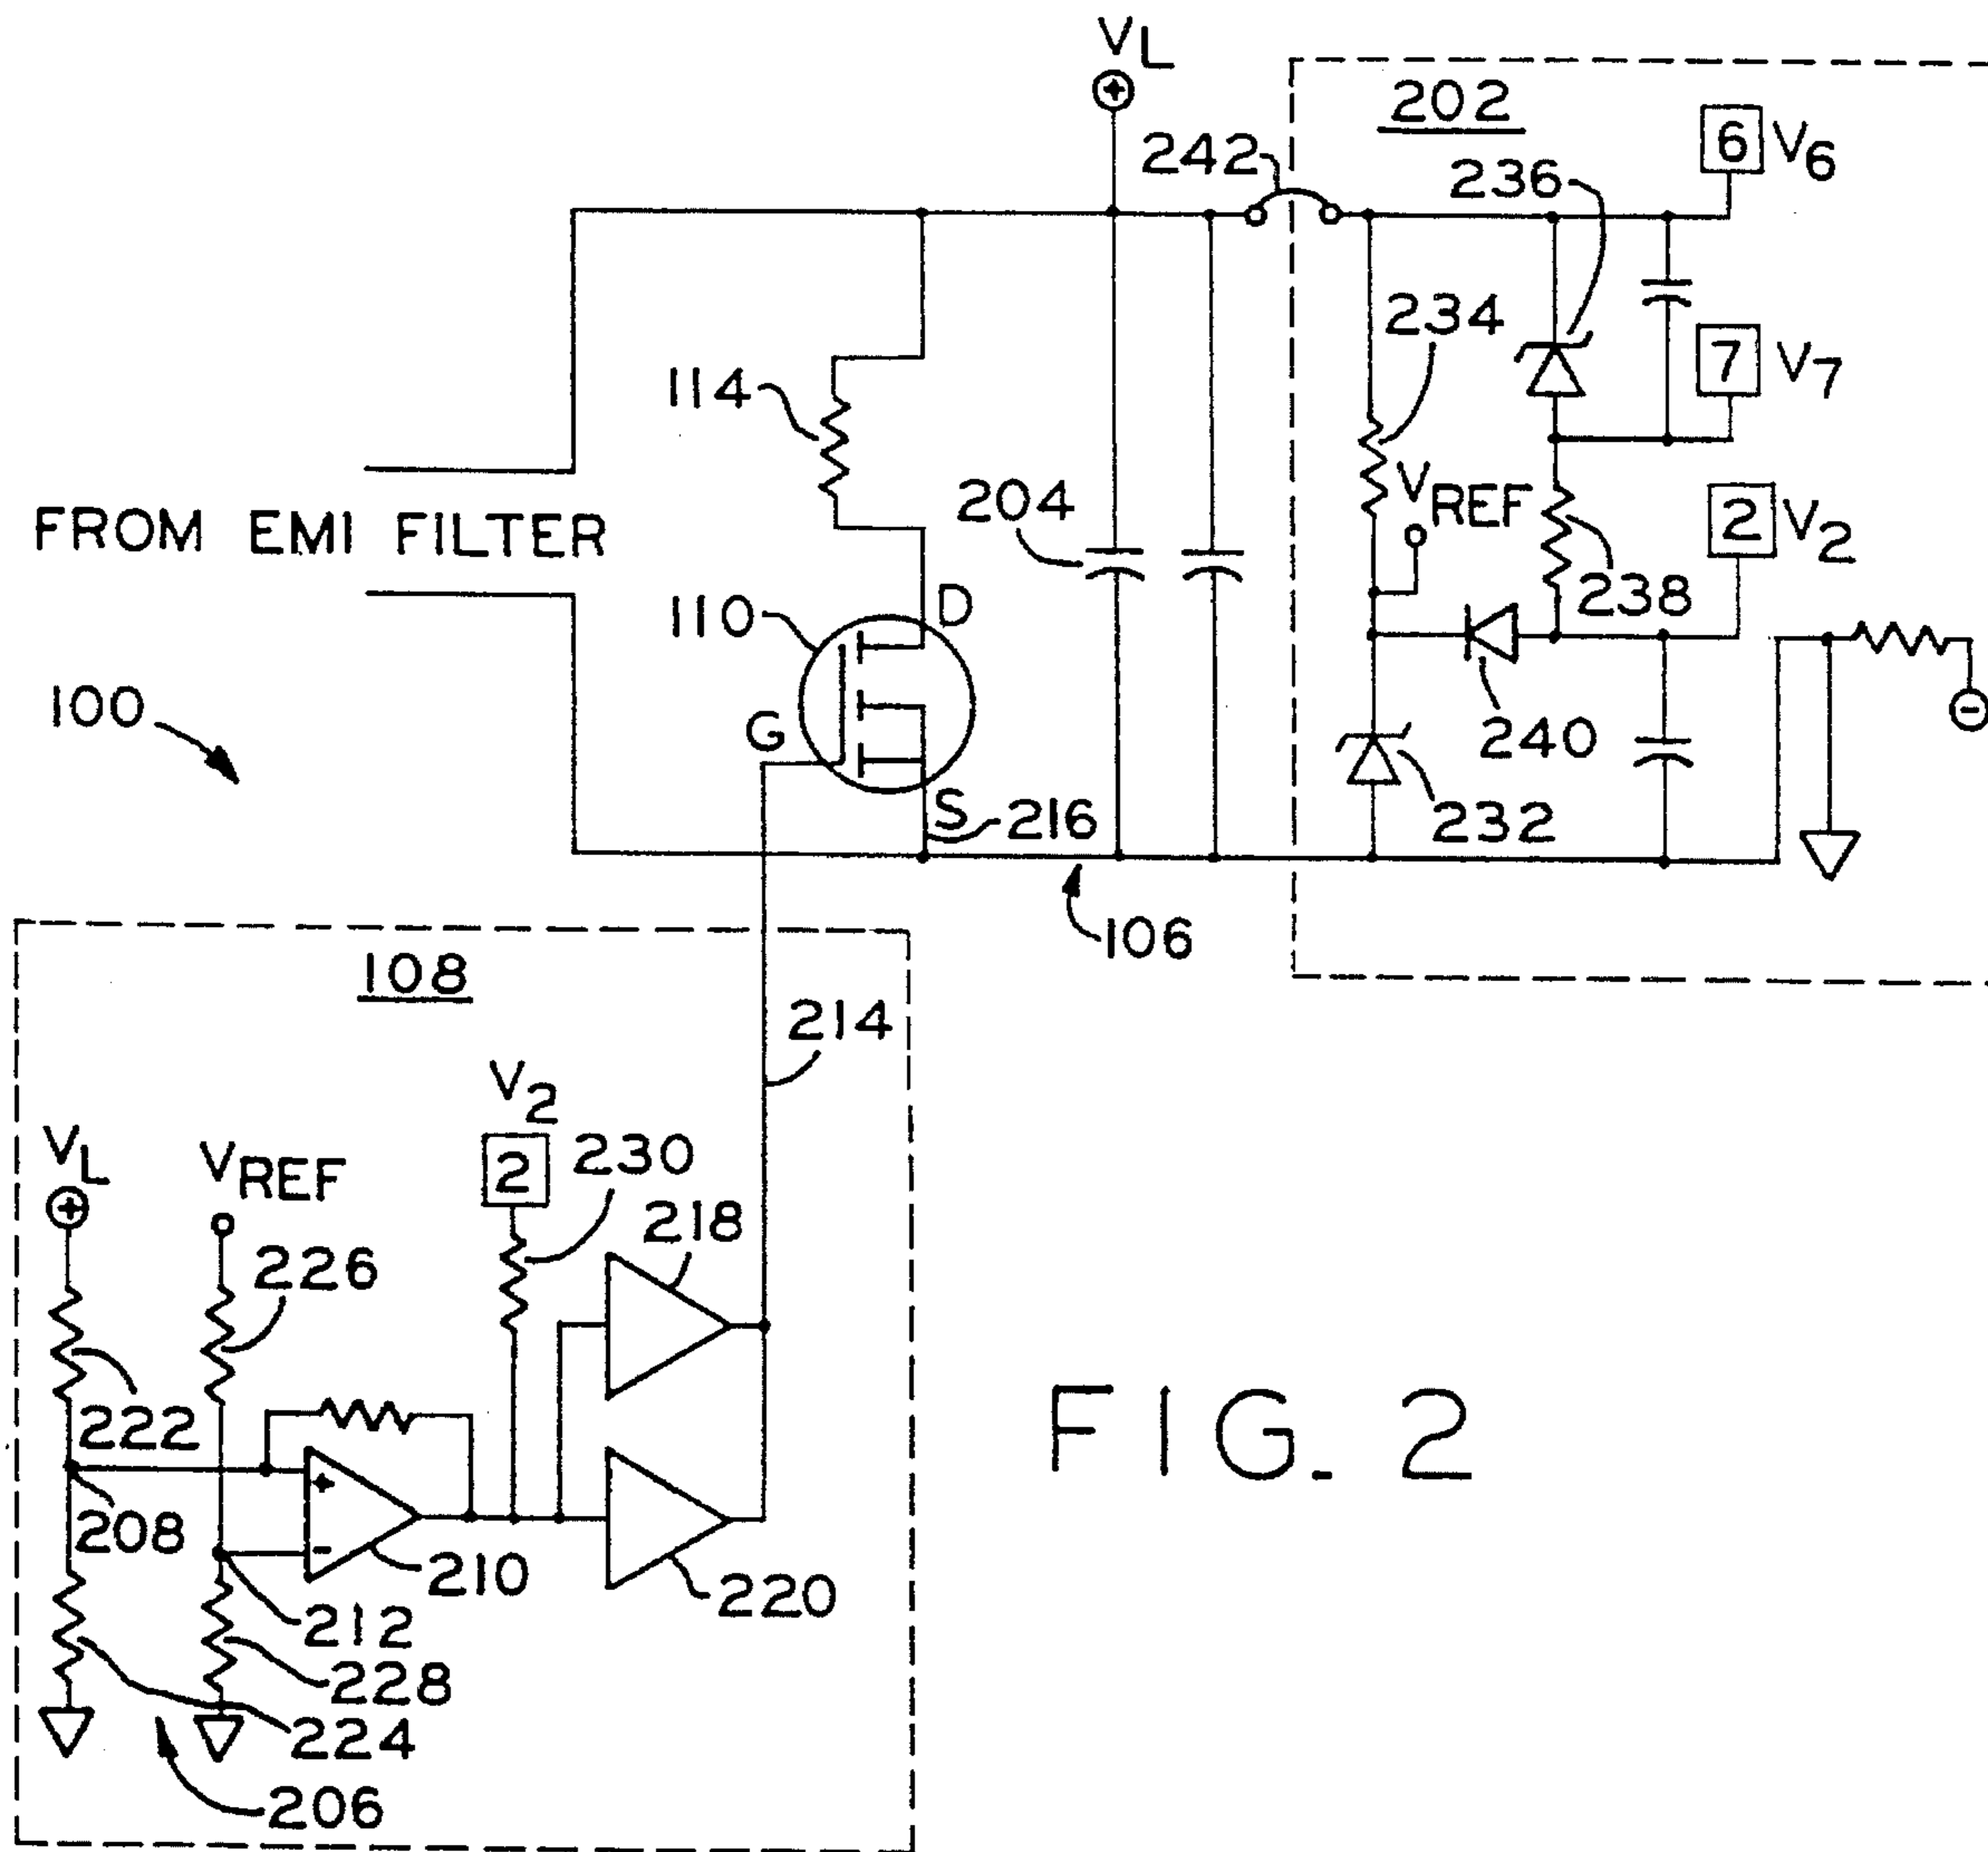 VL
202
6 V6
242
236
234
7 V7
114
VREF
204
2 V2
FROM EMI FILTER
238
110
D
100
G
240
S
216
232
106
108
214
V2
VL
VREF
2
230
218
226
222
208
210
220
212
228
224
206
FIG. 2
+
-